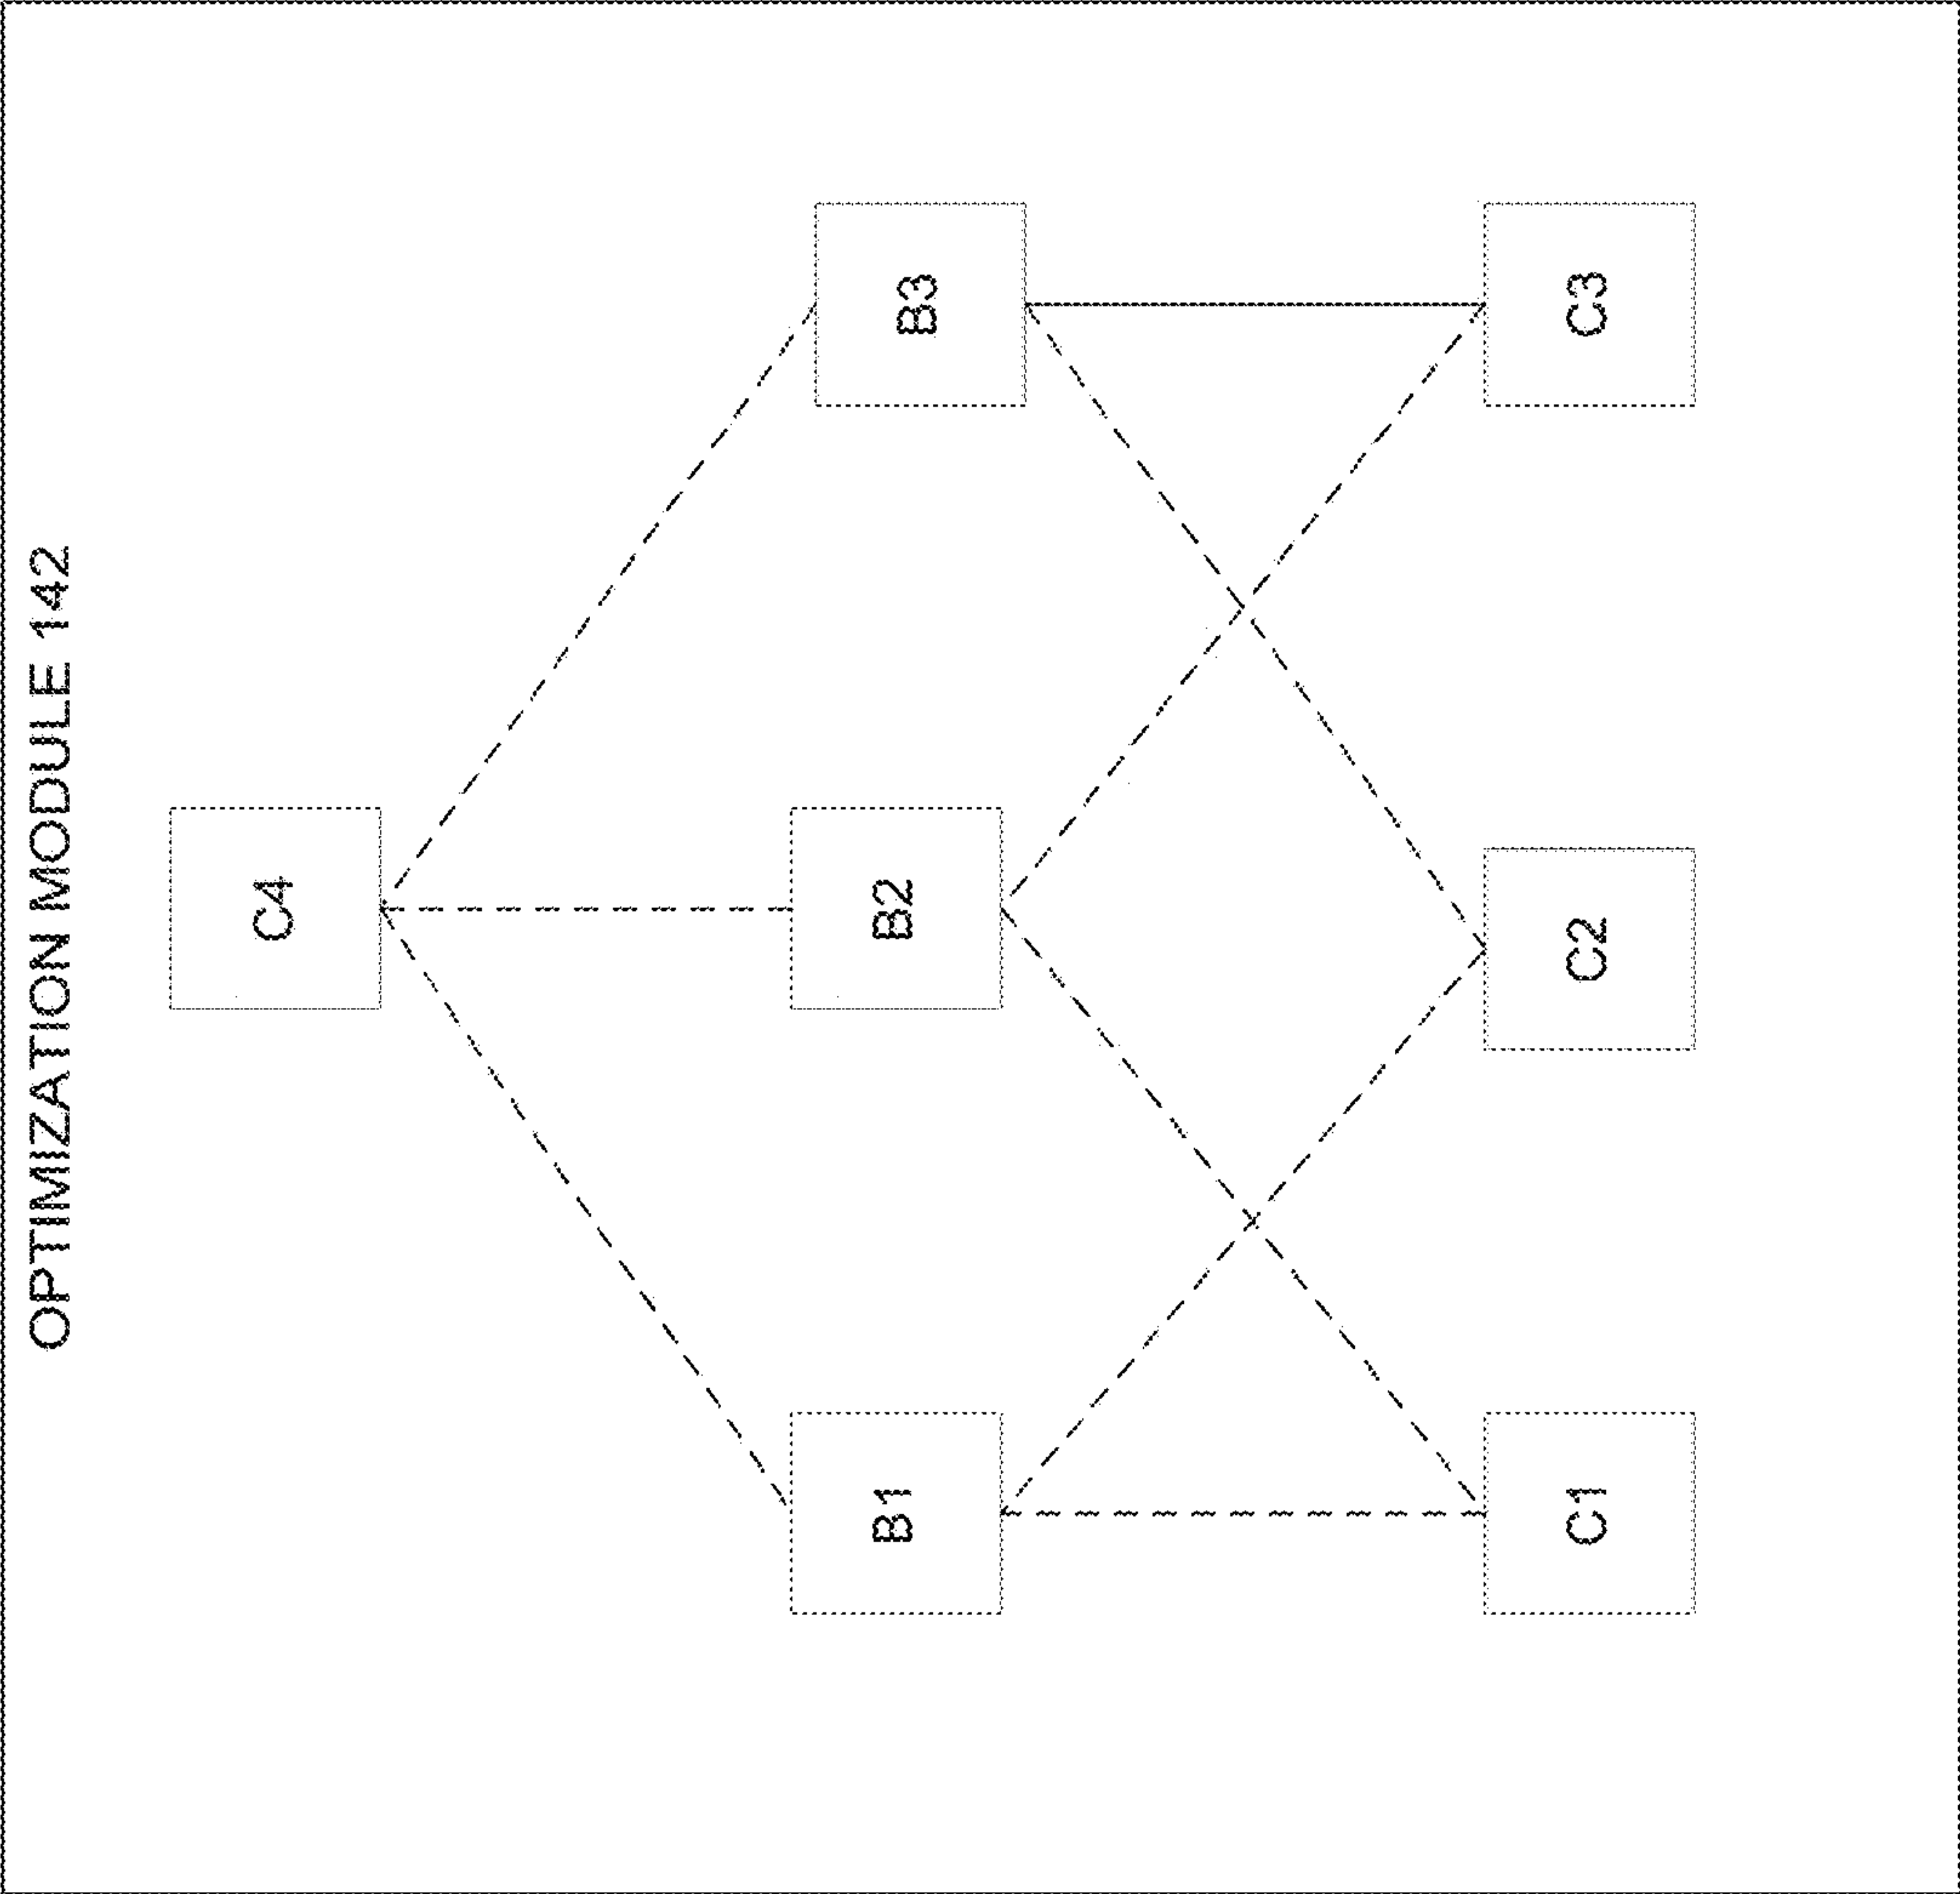 OPTIMIZATION MODULE 142
C4
B1
B2
B3
C1
C2
C3